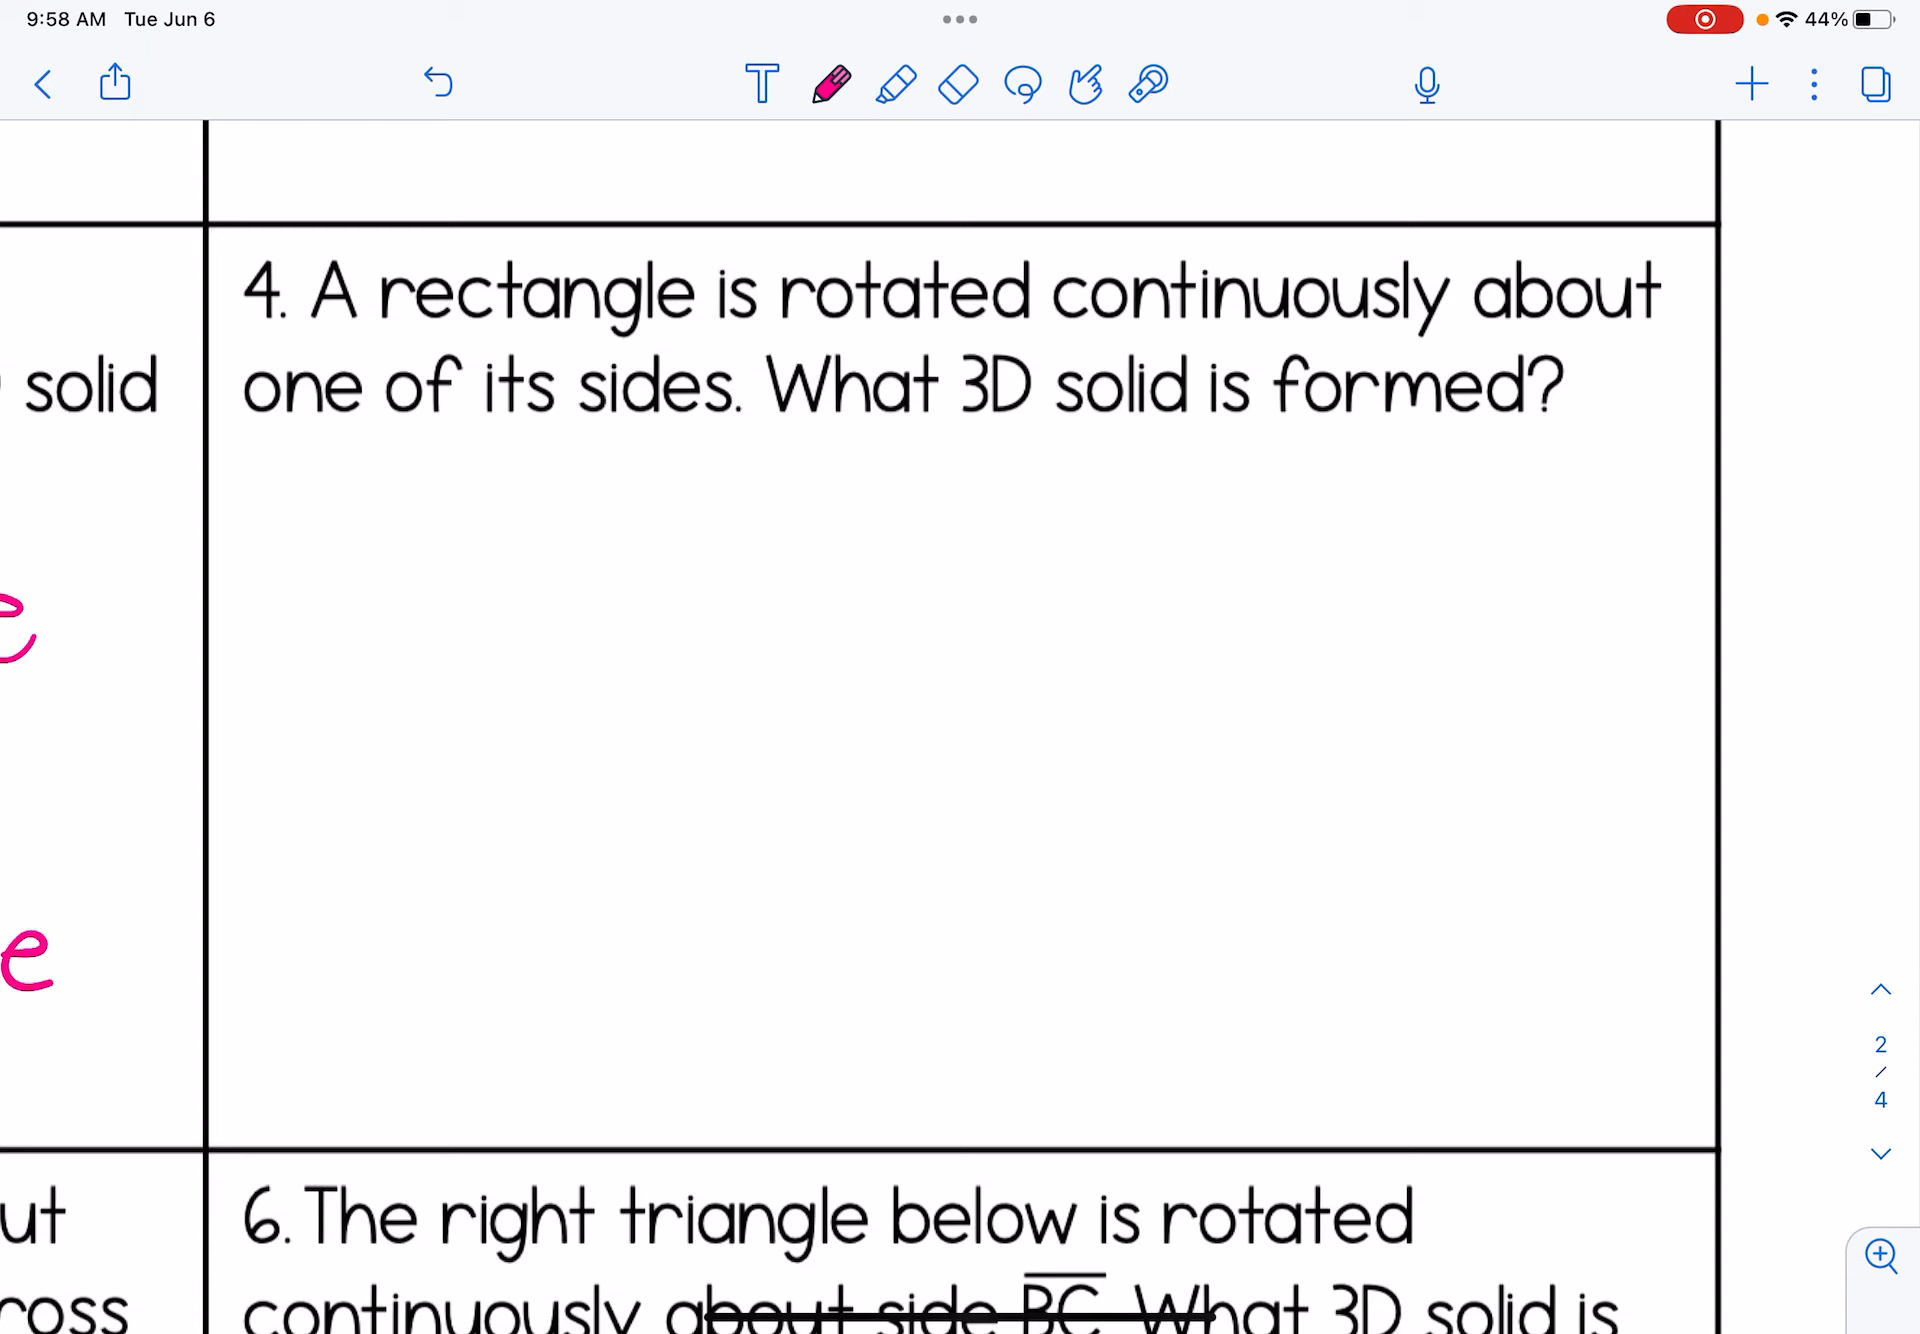 9:58 AM Tue Jun 6
44%
T
solid
4. A rectangle is rotated continuously about
one of its sides. What 3D solid is formed?
e
e
2
/
4
ut
ross
6. The right triangle below is rotated
continuously about side BC What 3D solid is